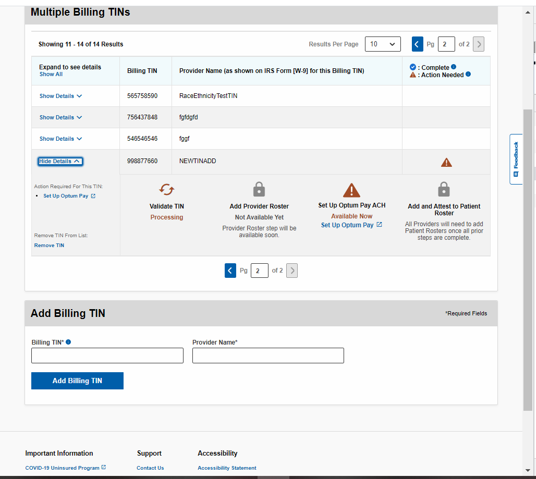 Multiple Billing TINs
Showing 11 - 14 of 14 Results
Results Per Page 10 Pg 2 of 2
Expand to see details
Show All
Billing TIN
Provider Name (as shown on IRS Form [W-9] for this Billing TIN)
: Complete
: Action Needed
Show Details 565758590 RaceEthnicityTestTIN
Show Details 756437848 fgfdgfd
Show Details 546546546 fggf
Hide Details 998877660 NEWTINADD
Action Required For This TIN:
• Set Up Optum Pay
Remove TIN From List:
Remove TIN
Validate TIN
Processing
Add Provider Roster
Not Available Yet
Provider Roster step will be
available soon.
Set Up Optum Pay ACH
Available Now
Set Up Optum Pay
Add and Attest to Patient
Roster
All Providers will need to add
Patient Rosters once all prior
steps are complete.
Pg 2 of 2
Feedback
Add Billing TIN
*Required Fields
Billing TIN*
Provider Name*
Add Billing TIN
Important Information
COVID-19 Uninsured Program
Support
Contact Us
Accessibility
Accessibility Statement